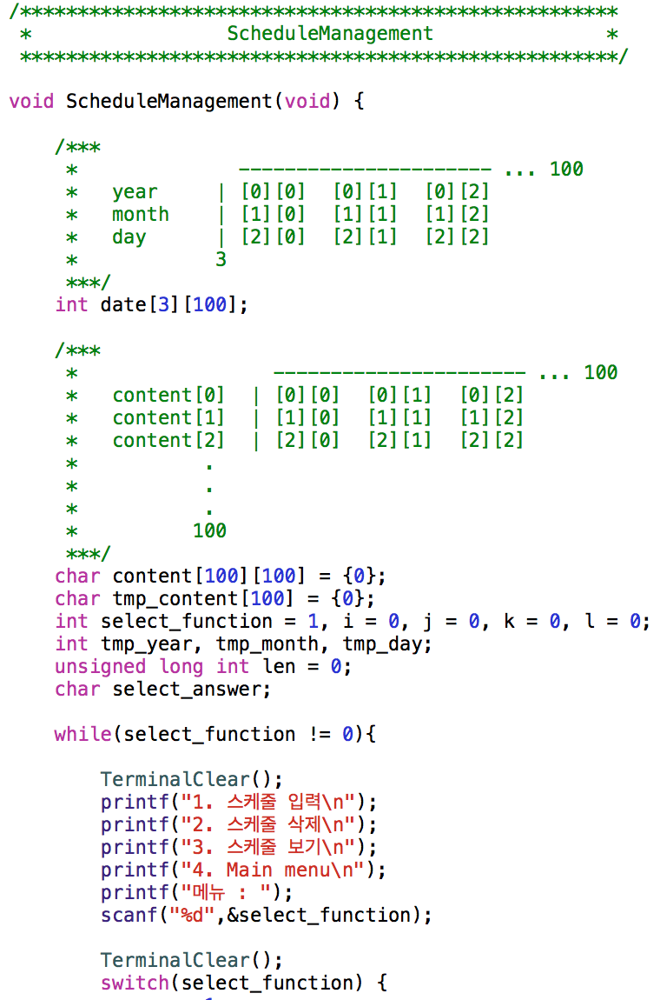 /****************************************************
 *                 ScheduleManagement               *
 ****************************************************/
void ScheduleManagement(void) {
    /***
     *              ---------------------- ... 100
     *   year     | [0][0]  [0][1]  [0][2]
     *   month    | [1][0]  [1][1]  [1][2]
     *   day      | [2][0]  [2][1]  [2][2]
     *            3
     ***/
    int date[3][100];
    /***
     *                 ---------------------- ... 100
     *   content[0]  | [0][0]  [0][1]  [0][2]
     *   content[1]  | [1][0]  [1][1]  [1][2]
     *   content[2]  | [2][0]  [2][1]  [2][2]
     *           .
     *           .
     *           .
     *          100
     ***/
    char content[100][100] = {0};
    char tmp_content[100] = {0};
    int select_function = 1, i = 0, j = 0, k = 0, l = 0;
    int tmp_year, tmp_month, tmp_day;
    unsigned long int len = 0;
    char select_answer;
    while(select_function != 0){
        TerminalClear();
        printf("1. 스케줄 입력\n");
        printf("2. 스케줄 삭제\n");
        printf("3. 스케줄 보기\n");
        printf("4. Main menu\n");
        printf("메뉴 : ");
        scanf("%d",&select_function);
        TerminalClear();
        switch(select_function) {